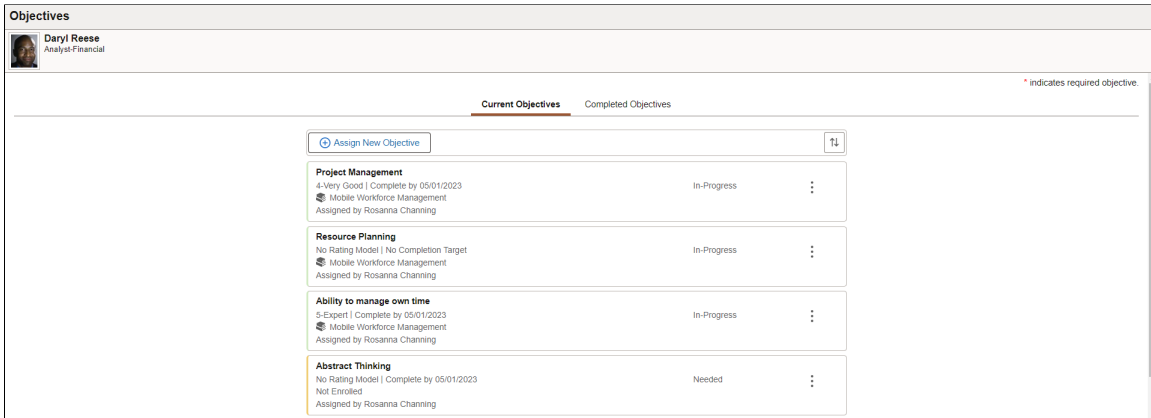 Objectives
Daryl Reese
Analyst-Financial
* indicates required objective.
Current Objectives
Completed Objectives
Assign New Objective
Project Management
4-Very Good | Complete by 05/01/2023
In-Progress
Mobile Workforce Management
Assigned by Rosanna Channing
Resource Planning
No Rating Model | No Completion Target
In-Progress
Mobile Workforce Management
Assigned by Rosanna Channing
Ability to manage own time
5-Expert | Complete by 05/01/2023
In-Progress
Mobile Workforce Management
Assigned by Rosanna Channing
Abstract Thinking
No Rating Model | Complete by 05/01/2023
Needed
Not Enrolled
Assigned by Rosanna Channing